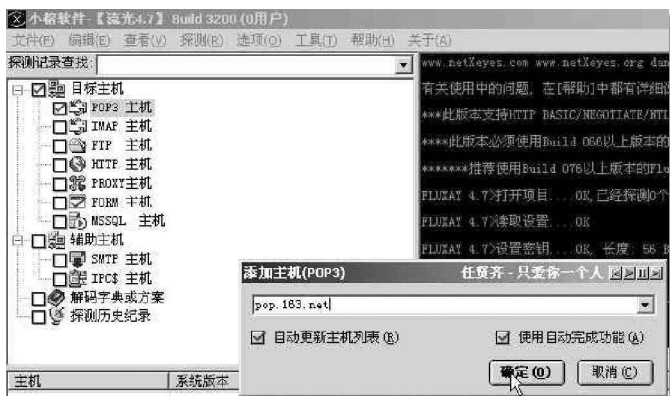 小榕软件-【流光4.7】 Build 3200 (0用户)
文件(F) 编辑(E) 查看(V) 探测(R) 选项(O) 工具(T) 帮助(H) 关于(A)
探测记录查找:
目标主机
POP3 主机
IMAP 主机
FTP 主机
HTTP 主机
PROXY主机
FORM 主机
MSSQL 主机
辅助主机
SMTP 主机
IPC$ 主机
解码字典或方案
探测历史纪录
主机 系统版本
www.netXeyes.com www.netXeyes.org dan
有关使用中的问题, 在[帮助]中都有详细
***此版本支持HTTP BASIC/NEGOTIATE/NTL
****此版本必须使用Build 066以上版本的
*******推荐使用Build 076以上版本的Flu
FLUXAY 4.7>打开项目....OK,已经探测0个
FLUXAY 4.7>读取设置....OK
FLUXAY 4.7>设置密钥....OK, 长度: 56 B
添加主机(POP3) 任贤齐-只爱你一个人
pop.163.net
自动更新主机列表(R) 使用自动完成功能(A)
确定(O) 取消(C)